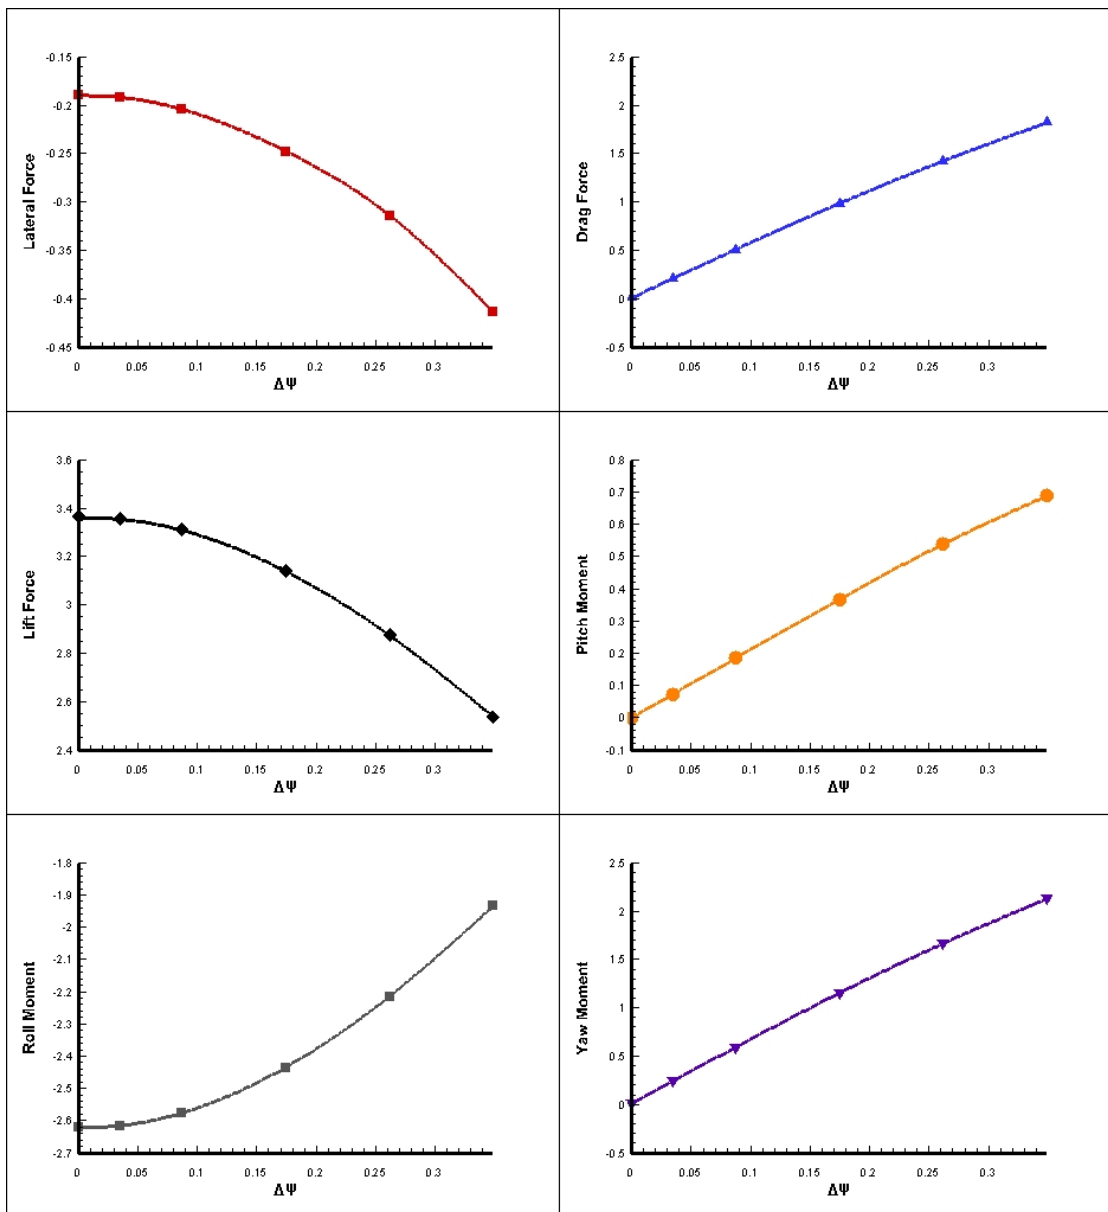 Lateral Force
-0.15
-0.2
-0.25
-0.3
-0.35
-0.4
-0.45
0 0.05 0.1 0.15 0.2 0.25 0.3
ΔΨ
Drag Force
2.5
2
1.5
1
0.5
0
-0.5
0 0.05 0.1 0.15 0.2 0.25 0.3
ΔΨ
Lift Force
3.6
3.4
3.2
3
2.8
2.6
2.4
0 0.05 0.1 0.15 0.2 0.25 0.3
ΔΨ
Pitch Moment
0.8
0.7
0.6
0.5
0.4
0.3
0.2
0.1
0
-0.1
0 0.05 0.1 0.15 0.2 0.25 0.3
ΔΨ
Roll Moment
-1.8
-1.9
-2
-2.1
-2.2
-2.3
-2.4
-2.5
-2.6
-2.7
0 0.05 0.1 0.15 0.2 0.25 0.3
ΔΨ
Yaw Moment
2.5
2
1.5
1
0.5
0
-0.5
0 0.05 0.1 0.15 0.2 0.25 0.3
ΔΨ